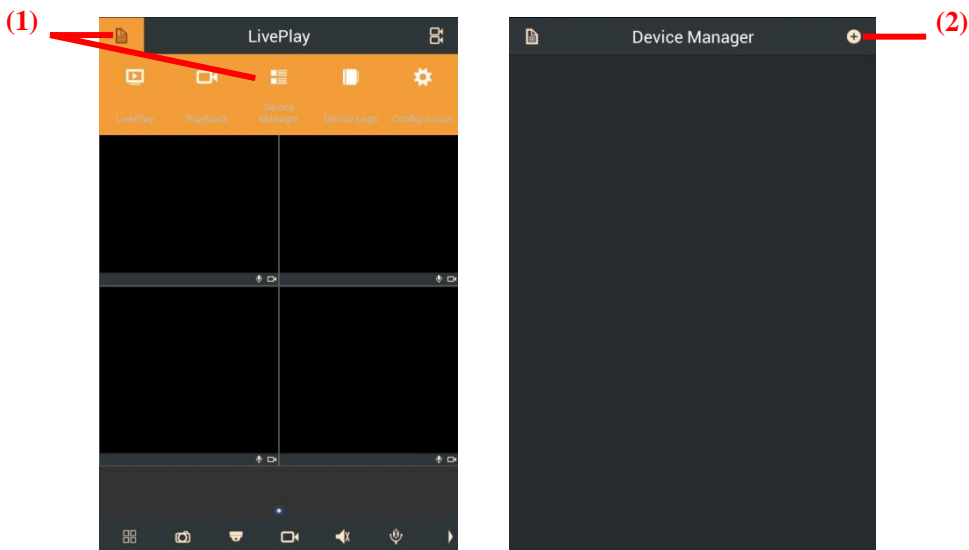 (1)
LivePlay
LivePlay
Playback
Device
Manager
Device Logs
Configuration
Device Manager
(2)